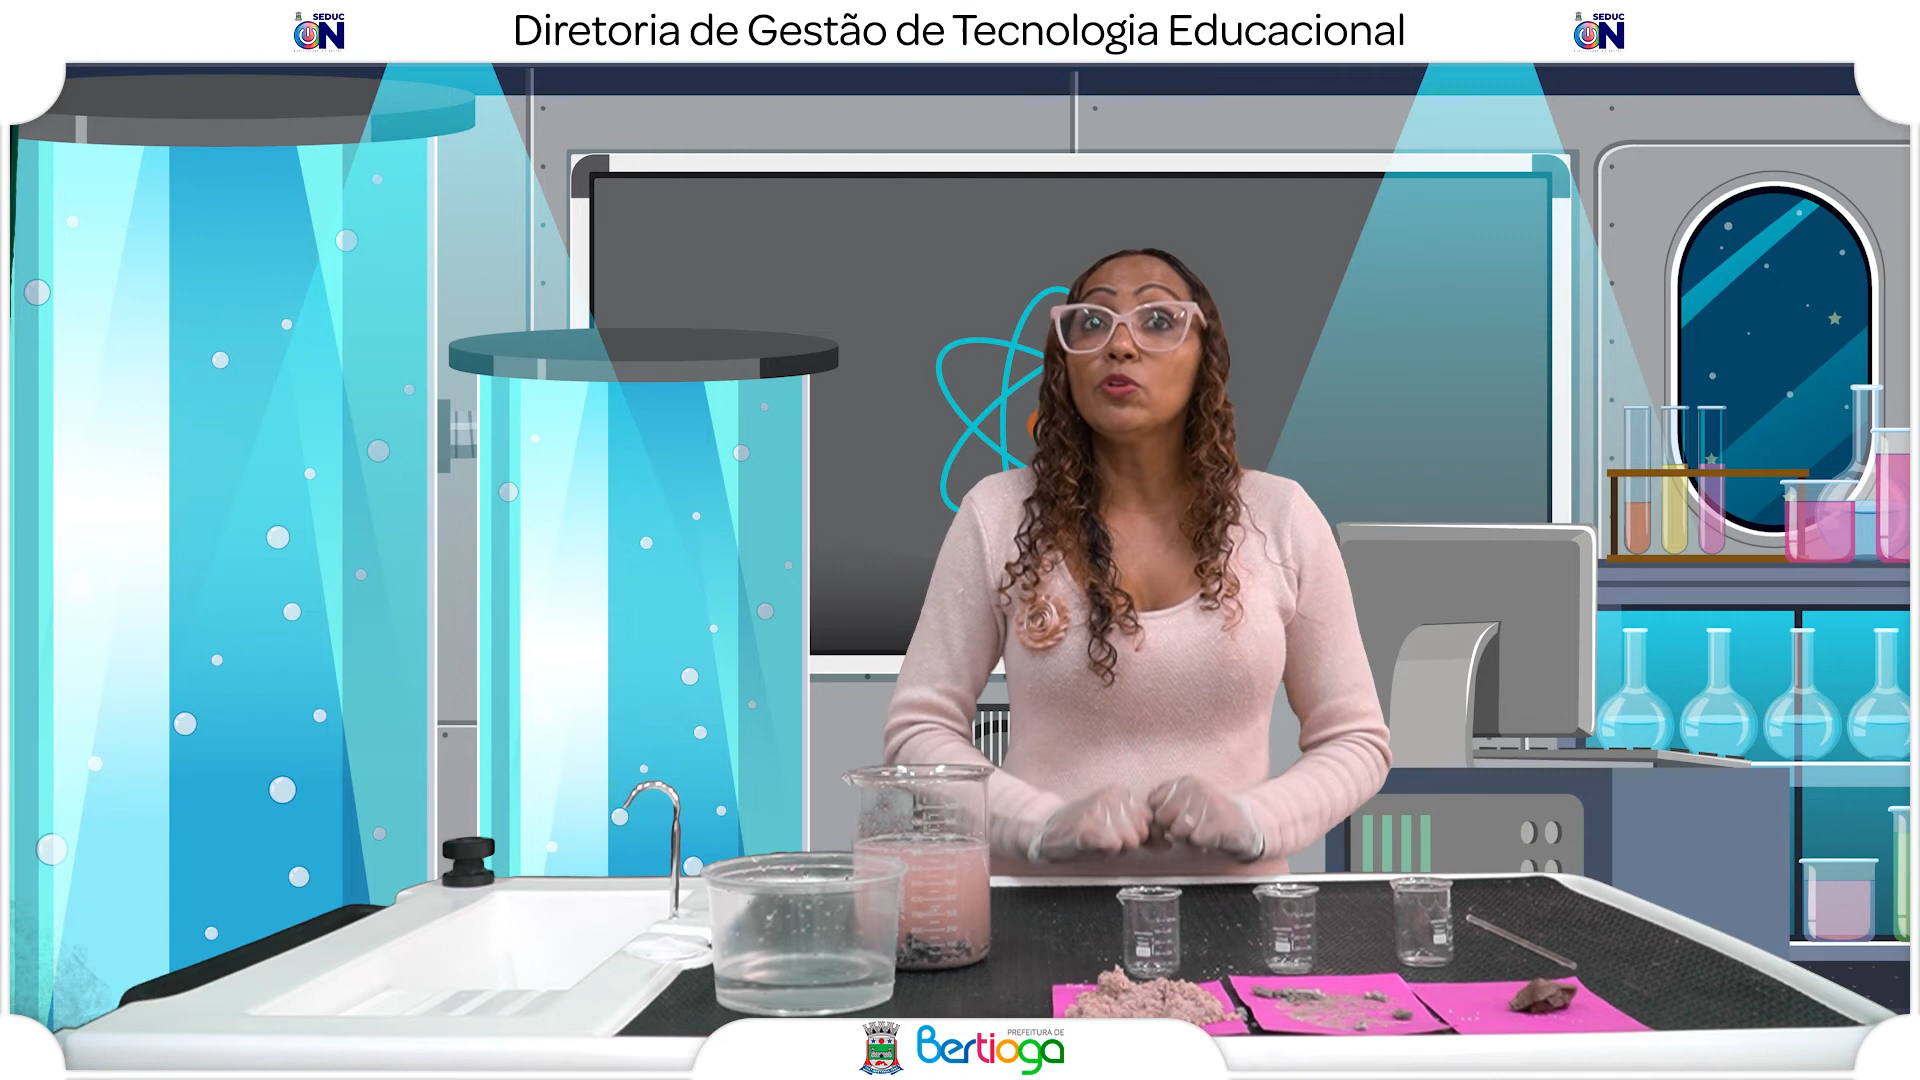 SEDUC
ON
Diretoria de Gestão de Tecnologia Educacional
SEDUC
ON
PREFEITURA DE
Bertioga